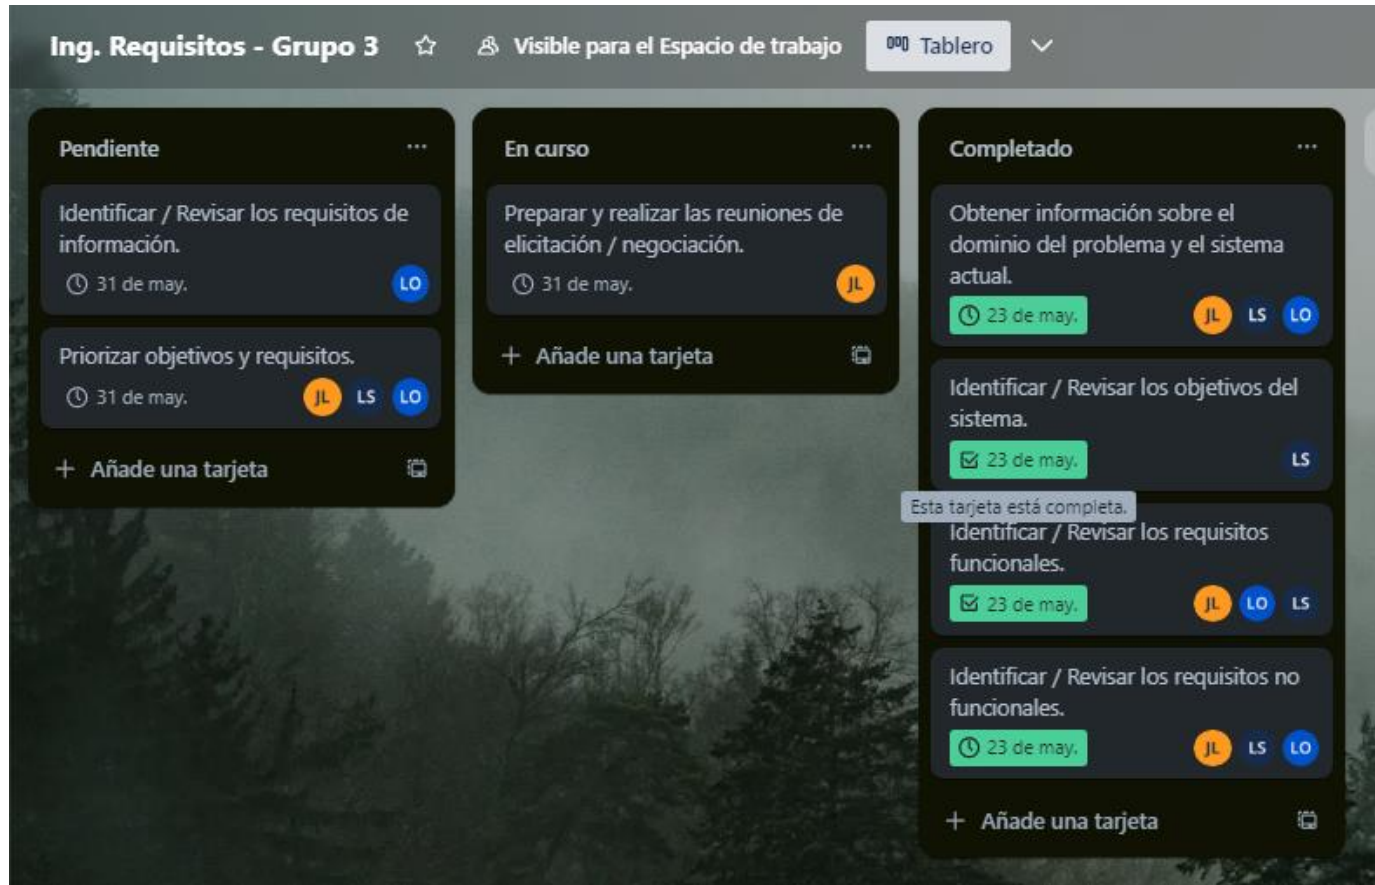 Ing. Requisitos - Grupo 3
Visible para el Espacio de trabajo
Tablero
Pendiente
Identificar / Revisar los requisitos de
información.
31 de may.
LO
Priorizar objetivos y requisitos.
31 de may.
JL LS LO
+ Añade una tarjeta
En curso
Preparar y realizar las reuniones de
elicitación / negociación.
31 de may.
JL
+ Añade una tarjeta
Completado
Obtener información sobre el
dominio del problema y el sistema
actual.
23 de may.
JL LS LO
Identificar / Revisar los objetivos del
sistema.
23 de may.
LS
Esta tarjeta está completa.
Identificar / Revisar los requisitos
funcionales.
23 de may.
JL LO LS
Identificar / Revisar los requisitos no
funcionales.
23 de may.
JL LS LO
+ Añade una tarjeta